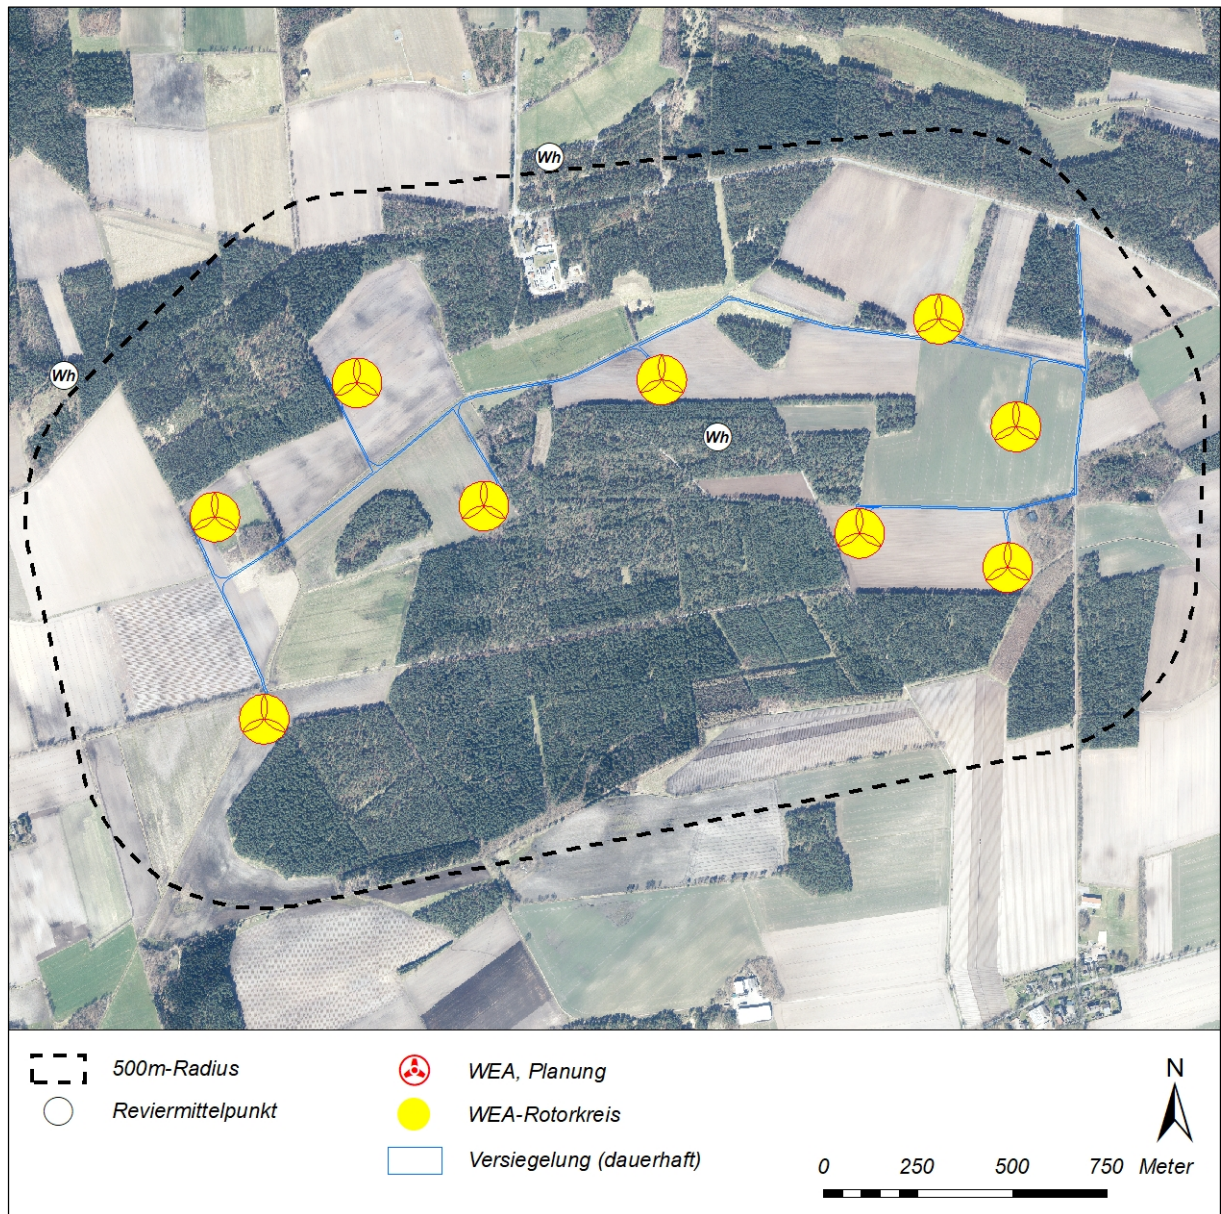 Wh
Wh
Wh
500m-Radius
Reviermittelpunkt
WEA, Planung
WEA-Rotorkreis
Versiegelung (dauerhaft)
N
0 250 500 750 Meter